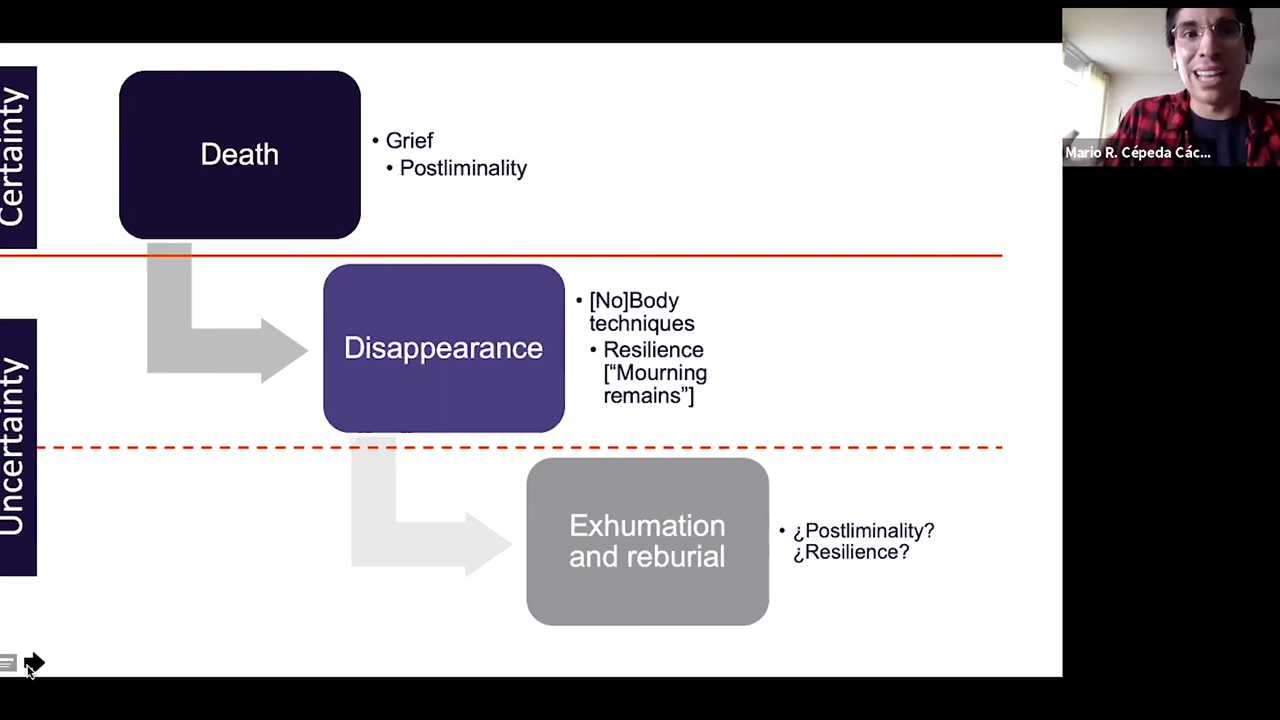 Certainty
Death
• Grief
• Postliminality
Mario R. Cépeda Các...
Uncertainty
Disappearance
• [No]Body
techniques
• Resilience
[“Mourning
remains”]
Exhumation
and reburial
• ¿Postliminality?
¿Resilience?